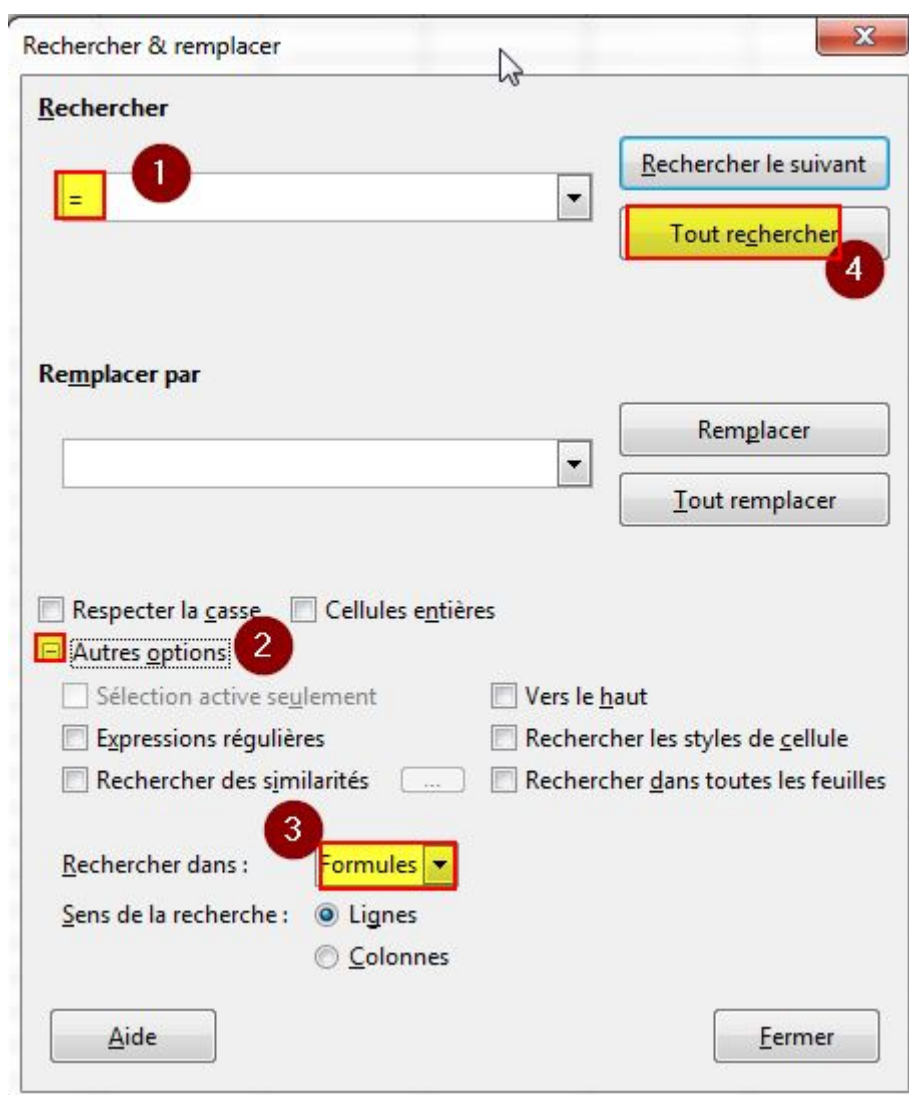 Rechercher & remplacer
Rechercher
1
=
Rechercher le suivant
Tout rechercher
4
Remplacer par
Remplacer
Tout remplacer
Respecter la casse Cellules entières
Autres options 2
Sélection active seulement Vers le haut
Expressions régulières Rechercher les styles de cellule
Rechercher des similarités ... Rechercher dans toutes les feuilles
3
Rechercher dans : Formules
Sens de la recherche : Lignes
Colonnes
Aide Fermer